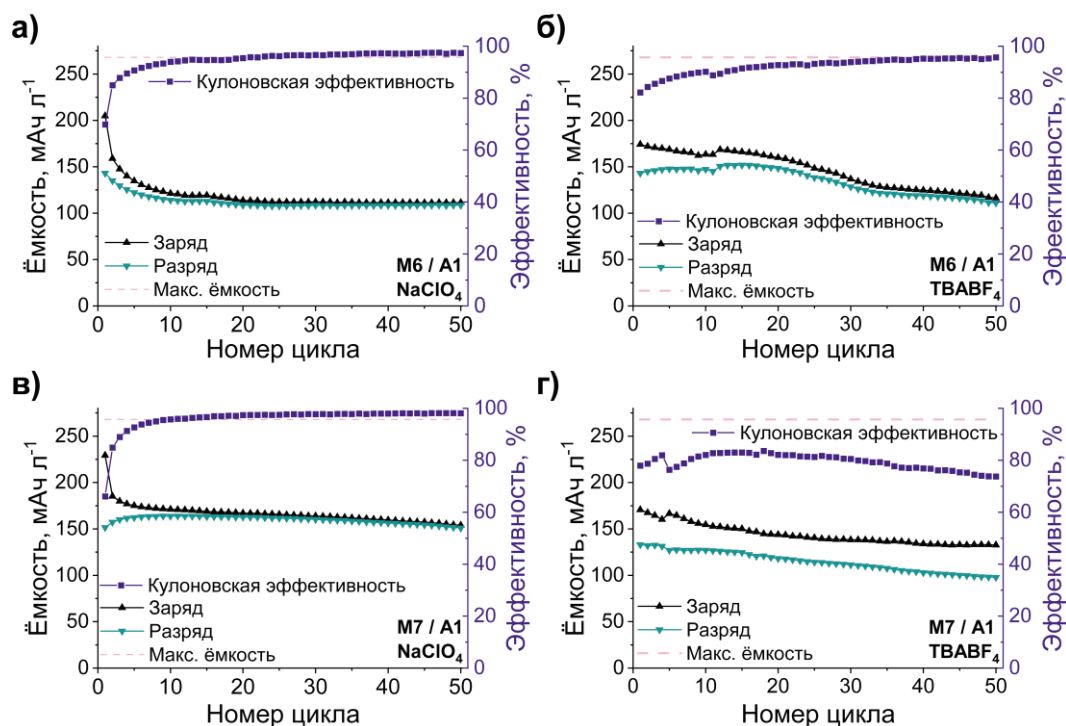 а)
Ёмкость, мАч л⁻¹
250
200
150
100
50
0
Кулоновская эффективность
Заряд
Разряд
Макс. ёмкость
M6 / A1
NaClO₄
100
80
60
40
20
0
Эффективность, %
0 10 20 30 40 50
Номер цикла
б)
Ёмкость, мАч л⁻¹
250
200
150
100
50
0
Кулоновская эффективность
Заряд
Разряд
Макс. ёмкость
M6 / A1
TBABF₄
100
80
60
40
20
0
Эффективность, %
0 10 20 30 40 50
Номер цикла
в)
Ёмкость, мАч л⁻¹
250
200
150
100
50
0
Кулоновская эффективность
Заряд
Разряд
Макс. ёмкость
M7 / A1
NaClO₄
100
80
60
40
20
0
Эффективность, %
0 10 20 30 40 50
Номер цикла
г)
Ёмкость, мАч л⁻¹
250
200
150
100
50
0
Кулоновская эффективность
Заряд
Разряд
Макс. ёмкость
M7 / A1
TBABF₄
100
80
60
40
20
0
Эффективность, %
0 10 20 30 40 50
Номер цикла